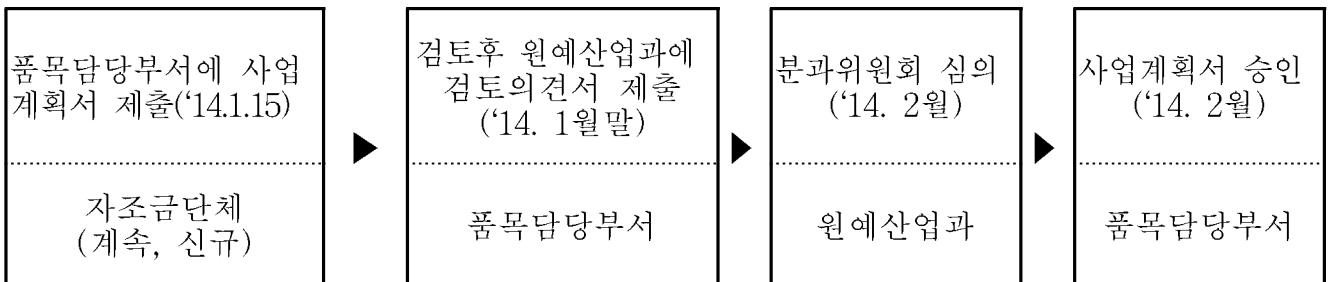 품목담당부서에 사업
계획서 제출(‘14.1.15)
자조금단체
(계속, 신규)
▶
검토후 원예산업과에
검토의견서 제출
(‘14. 1월말)
품목담당부서
▶
분과위원회 심의
(‘14. 2월)
원예산업과
▶
사업계획서 승인
(‘14. 2월)
품목담당부서